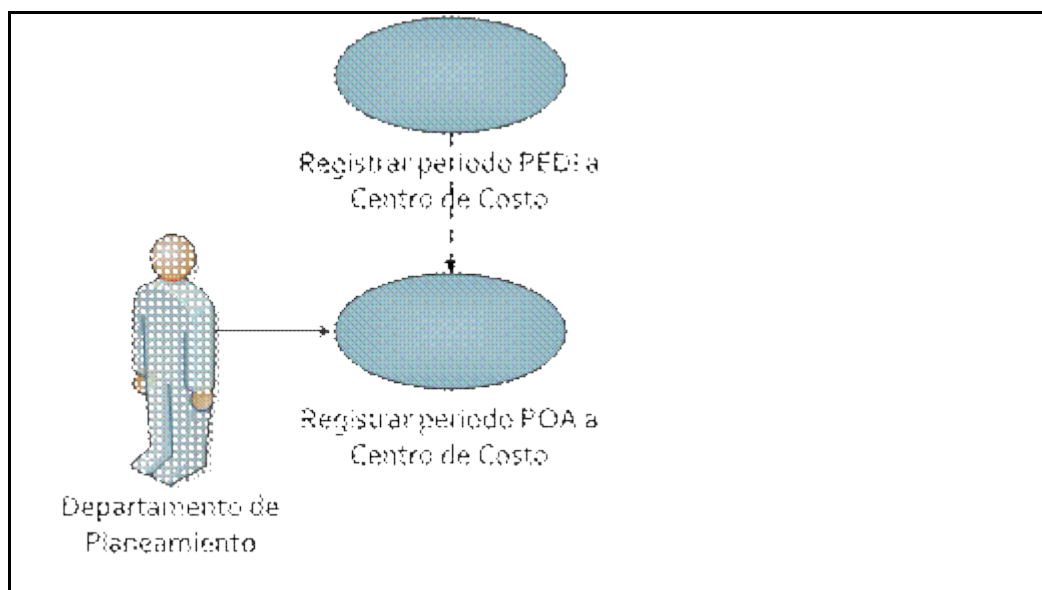 Registrar periodo PEDI a
Centro de Costo
Registrar periodo POA a
Centro de Costo
Departamento de
Planeamiento